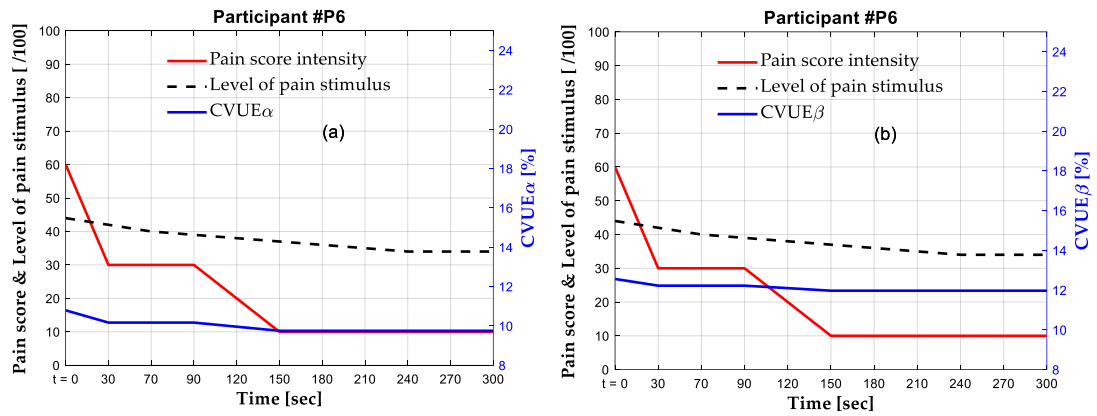 Participant #P6
Pain score & Level of pain stimulus [ /100]
100
90
80
70
60
50
40
30
20
10
0
Pain score intensity
Level of pain stimulus
CVUEα
(a)
24
22
20
18
16
14
12
10
8
CVUEα [%]
t = 0 30 70 90 120 150 180 210 240 270 300
Time [sec]
Participant #P6
Pain score & Level of pain stimulus [ /100]
100
90
80
70
60
50
40
30
20
10
0
Pain score intensity
Level of pain stimulus
CVUEβ
(b)
24
22
20
18
16
14
12
10
8
CVUEβ [%]
t = 0 30 70 90 120 150 180 210 240 270 300
Time [sec]